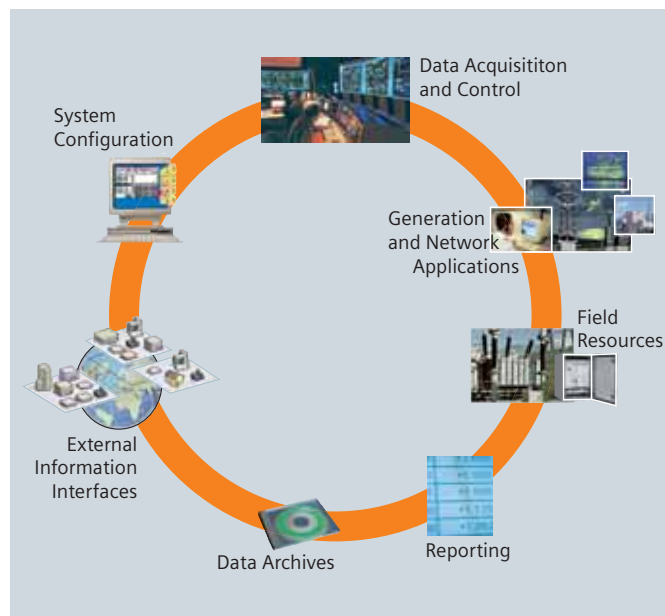 Data Acquisititon
and Control
System
Configuration
Generation
and Network
Applications
Field
Resources
External
Information
Interfaces
Reporting
Data Archives